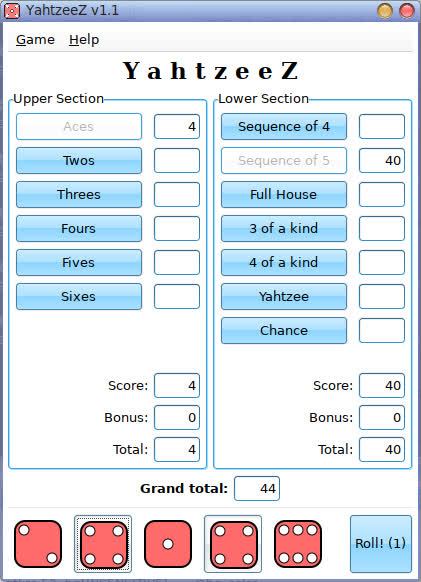 YahtzeeZ v1.1
Game Help
YahtzeeZ
Upper Section
Aces 4
Twos
Threes
Fours
Fives
Sixes
Score: 4
Bonus: 0
Total: 4
Lower Section
Sequence of 4
Sequence of 5 40
Full House
3 of a kind
4 of a kind
Yahtzee
Chance
Score: 40
Bonus: 0
Total: 40
Grand total: 44
Roll! (1)